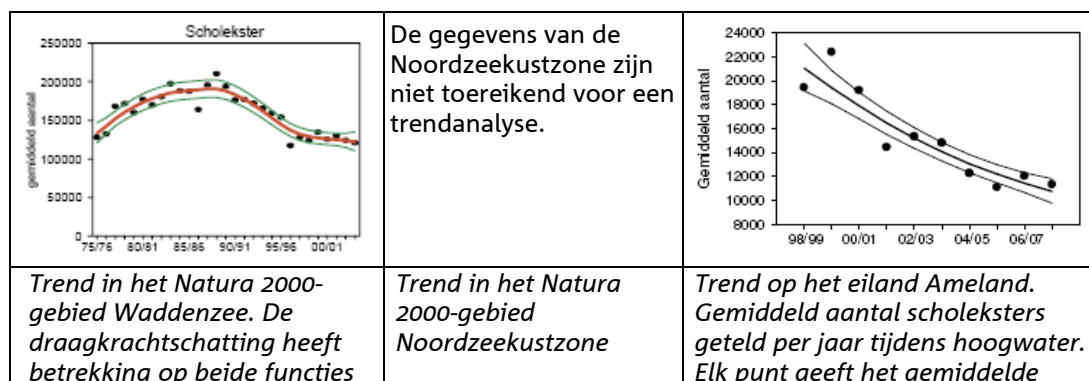 Scholekster
250000
200000
150000
100000
50000
0
gemiddeld aantal
75/76 80/81 85/86 90/91 95/96 00/01
De gegevens van de
Noordzeekustzone zijn
niet toereikend voor een
trendanalyse.
24000
22000
20000
18000
16000
14000
12000
10000
8000
Gemiddeld aantal
98/99 00/01 02/03 04/05 06/07
Trend in het Natura 2000-
gebied Waddenzee. De
draagkrachtschatting heeft
betrekking op beide functies
Trend in het Natura
2000-gebied
Noordzeekustzone
Trend op het eiland Ameland.
Gemiddeld aantal scholeksters
geteld per jaar tijdens hoogwater.
Elk punt geeft het gemiddelde